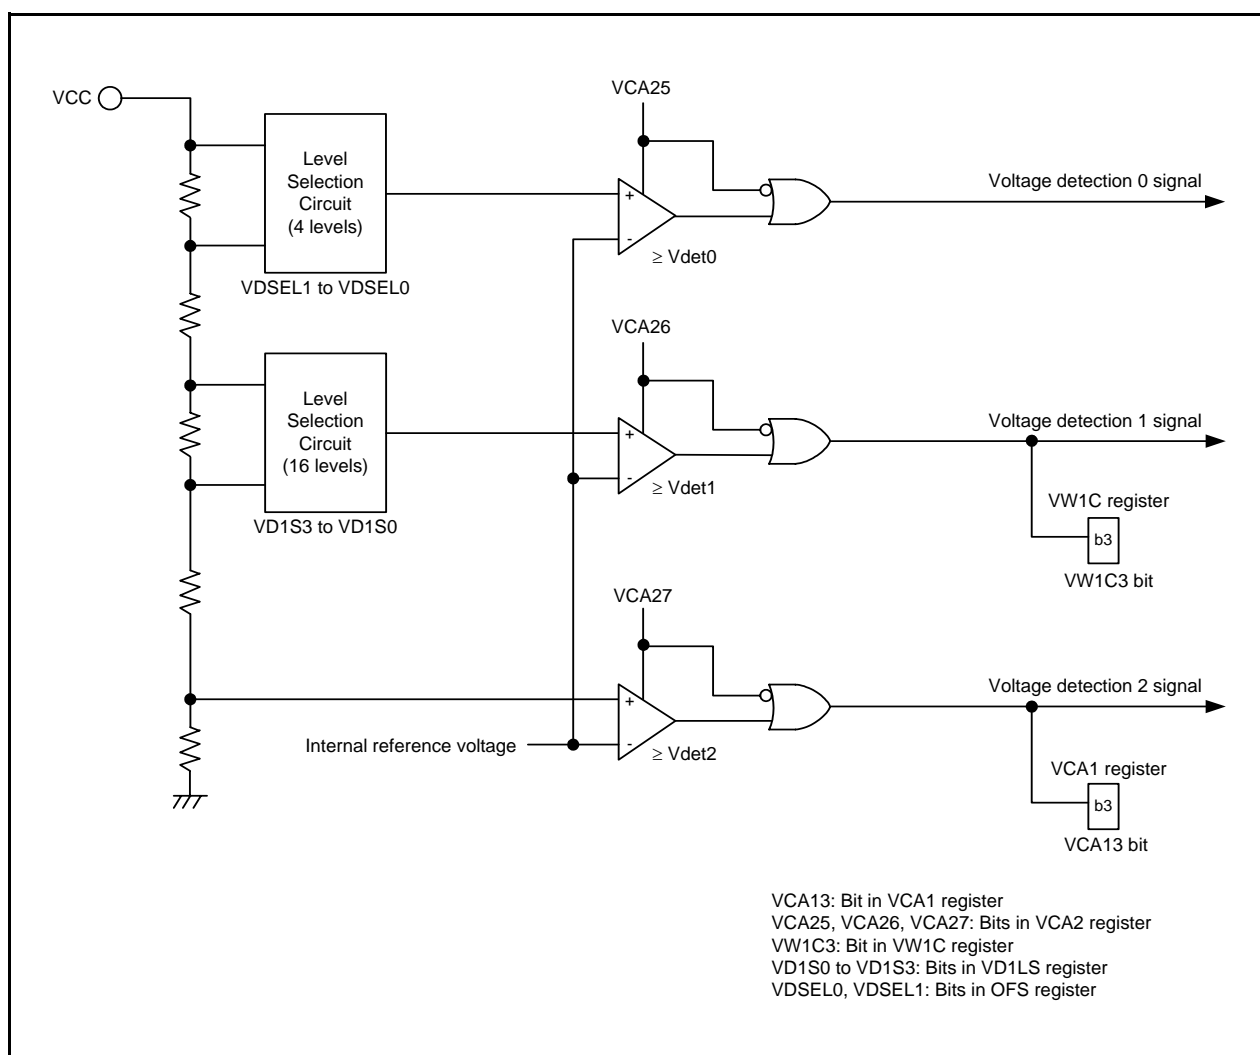 VCA25
VCC
Level
Selection
Circuit
(4 levels)
+
-
≥ Vdet0
Voltage detection 0 signal
VDSEL1 to VDSEL0
VCA26
Level
Selection
Circuit
(16 levels)
+
-
≥ Vdet1
Voltage detection 1 signal
VD1S3 to VD1S0
VW1C register
b3
VW1C3 bit
VCA27
+
-
≥ Vdet2
Voltage detection 2 signal
Internal reference voltage
VCA1 register
b3
VCA13 bit
VCA13: Bit in VCA1 register
VCA25, VCA26, VCA27: Bits in VCA2 register
VW1C3: Bit in VW1C register
VD1S0 to VD1S3: Bits in VD1LS register
VDSEL0, VDSEL1: Bits in OFS register